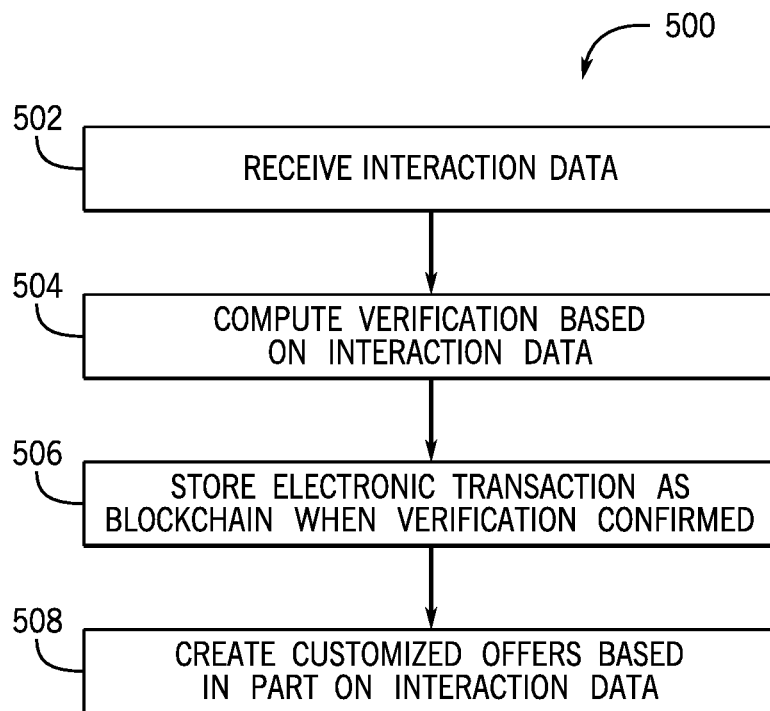 500
502
RECEIVE INTERACTION DATA
504
COMPUTE VERIFICATION BASED
ON INTERACTION DATA
506
STORE ELECTRONIC TRANSACTION AS
BLOCKCHAIN WHEN VERIFICATION CONFIRMED
508
CREATE CUSTOMIZED OFFERS BASED
IN PART ON INTERACTION DATA